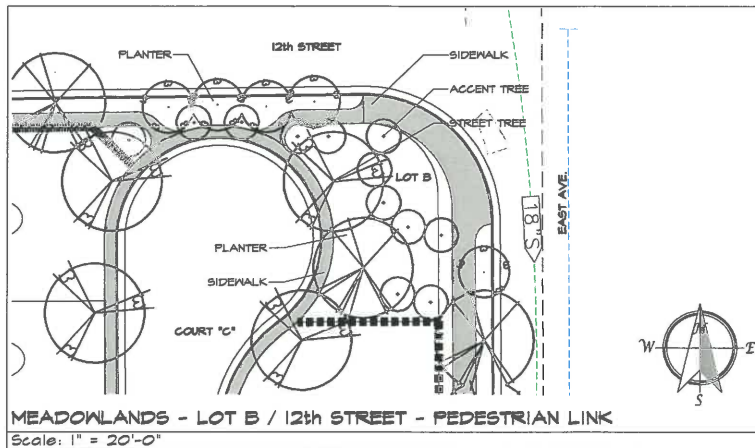 12th STREET
PLANTER
SIDEWALK
ACCENT TREE
STREET TREE
LOT B
EAST AVE.
18"S
PLANTER
SIDEWALK
COURT "C"
N
W E
S
MEADOWLANDS - LOT B / 12th STREET - PEDESTRIAN LINK
Scale: 1" = 20'-0"